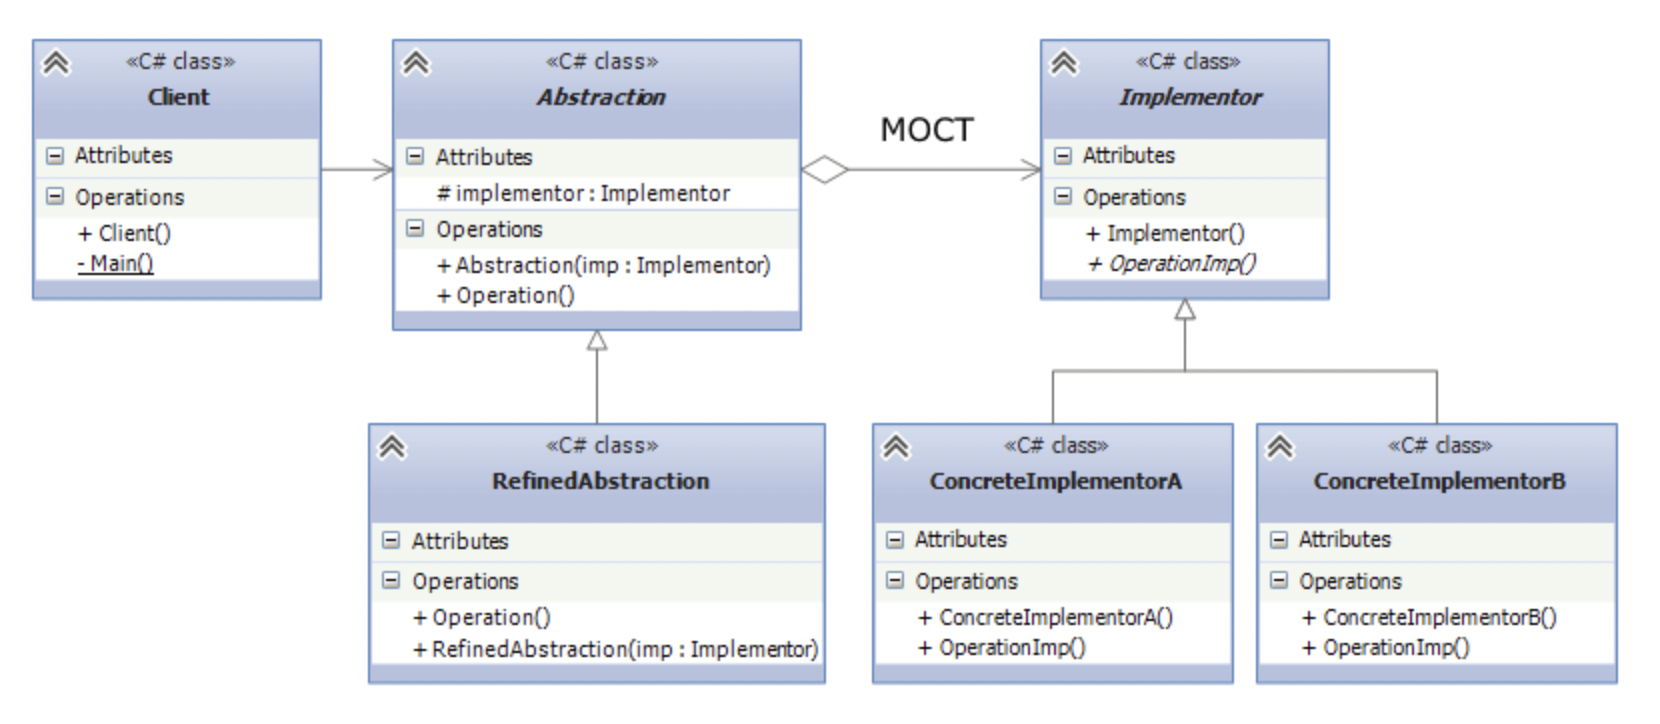 «C# class»
Client
Attributes
Operations
+ Client()
- Main()
«C# class»
Abstraction
Attributes
# implementor : Implementor
Operations
+ Abstraction(imp : Implementor)
+ Operation()
МОСТ
«C# class»
Implementor
Attributes
Operations
+ Implementor()
+ OperationImp()
«C# class»
RefinedAbstraction
Attributes
Operations
+ Operation()
+ RefinedAbstraction(imp : Implementor)
«C# class»
ConcreteImplementorA
Attributes
Operations
+ ConcreteImplementorA()
+ OperationImp()
«C# class»
ConcreteImplementorB
Attributes
Operations
+ ConcreteImplementorB()
+ OperationImp()